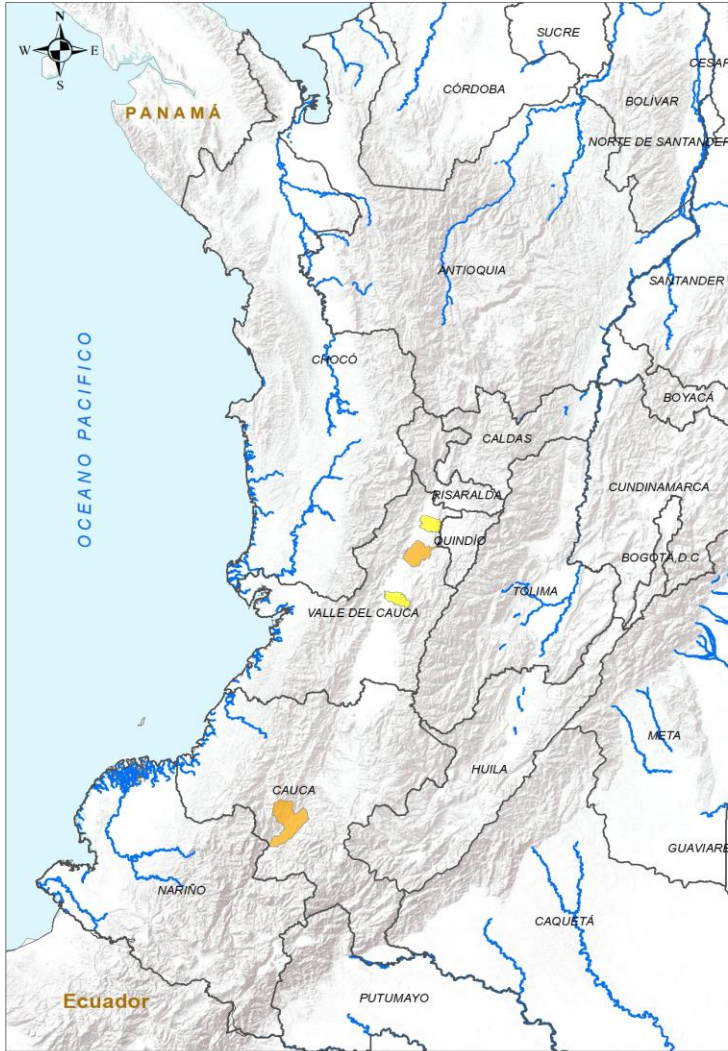 N
W E
S
SUCRE
CESAR
CÓRDOBA
BOLÍVAR
PANAMÁ
NORTE DE SANTANDER
ANTIOQUIA
SANTANDER
OCEANO PACIFICO
CHOCÓ
BOYACÁ
CALDAS
CUNDINAMARCA
RISARALDA
QUINDÍO
BOGOTÁ, D.C
TOLIMA
VALLE DEL CAUCA
META
HUILA
CAUCA
GUAVIARE
NARIÑO
CAQUETÁ
Ecuador
PUTUMAYO